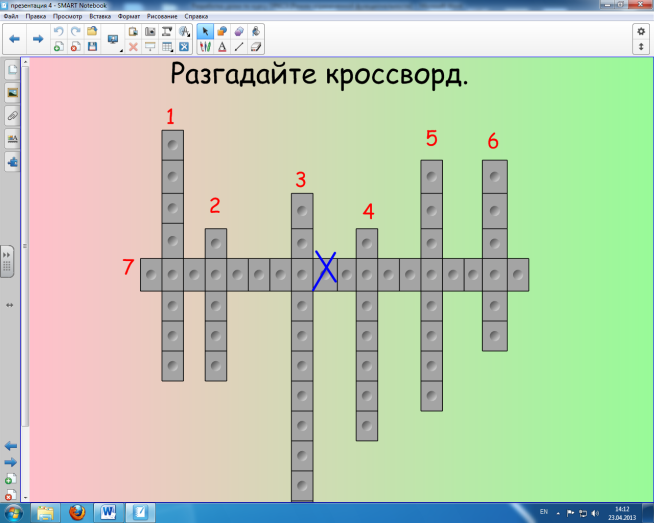 презентация 4 - SMART Notebook
Файл Правка Просмотр Вставка Формат Рисование Справка
Разгадайте кроссворд.
1
5
6
3
2
4
7
X
EN
14:12
23.04.2013